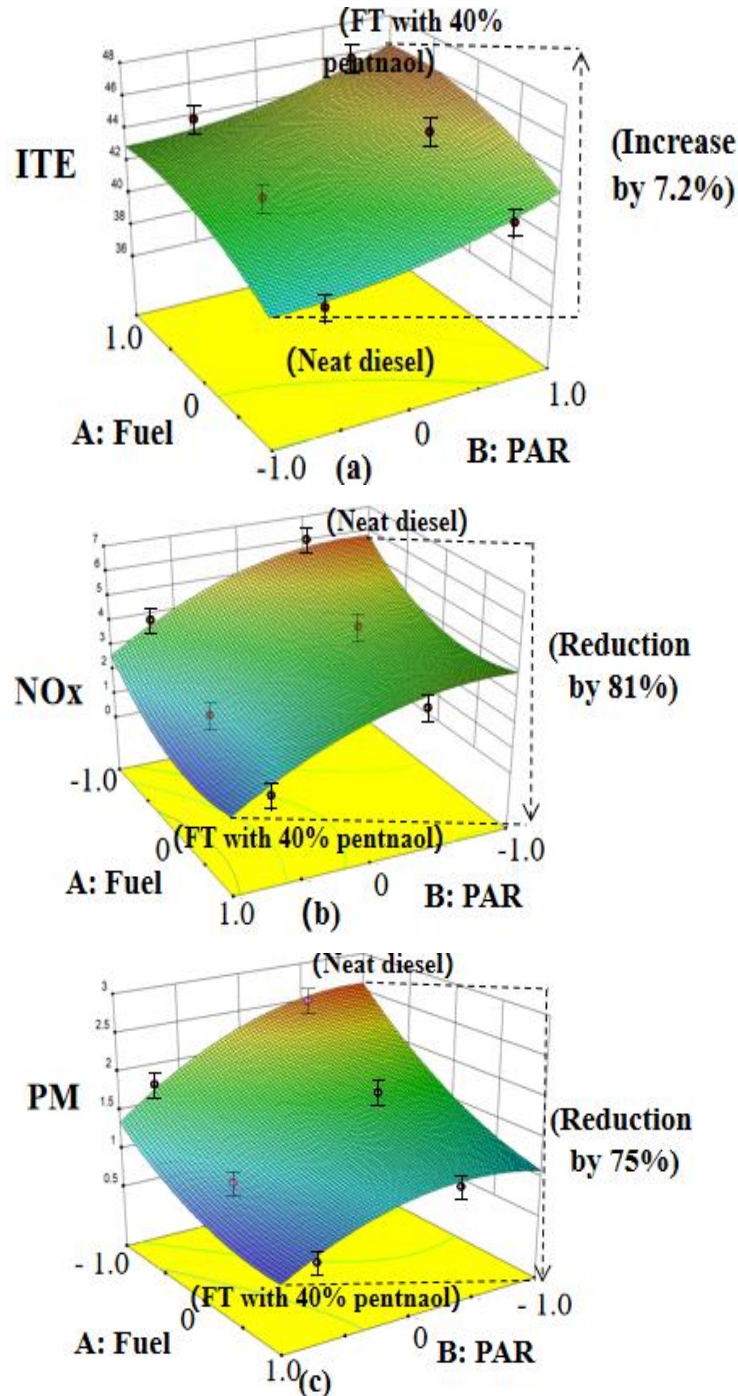 (FT with 40%
pentnaol)
48
46
44
42
40
38
36
ITE
(Increase
by 7.2%)
(Neat diesel)
1.0
0
-1.0
A: Fuel
1.0
0
B: PAR
(a)
(Neat diesel)
7
6
5
4
3
2
1
0
NOx
(Reduction
by 81%)
(FT with 40% pentnaol)
-1.0
0
1.0
A: Fuel
-1.0
0
B: PAR
(b)
(Neat diesel)
3
2.5
2
1.5
1
0.5
PM
(Reduction
by 75%)
(FT with 40% pentnaol)
- 1.0
0
1.0
A: Fuel
- 1.0
0
B: PAR
(c)